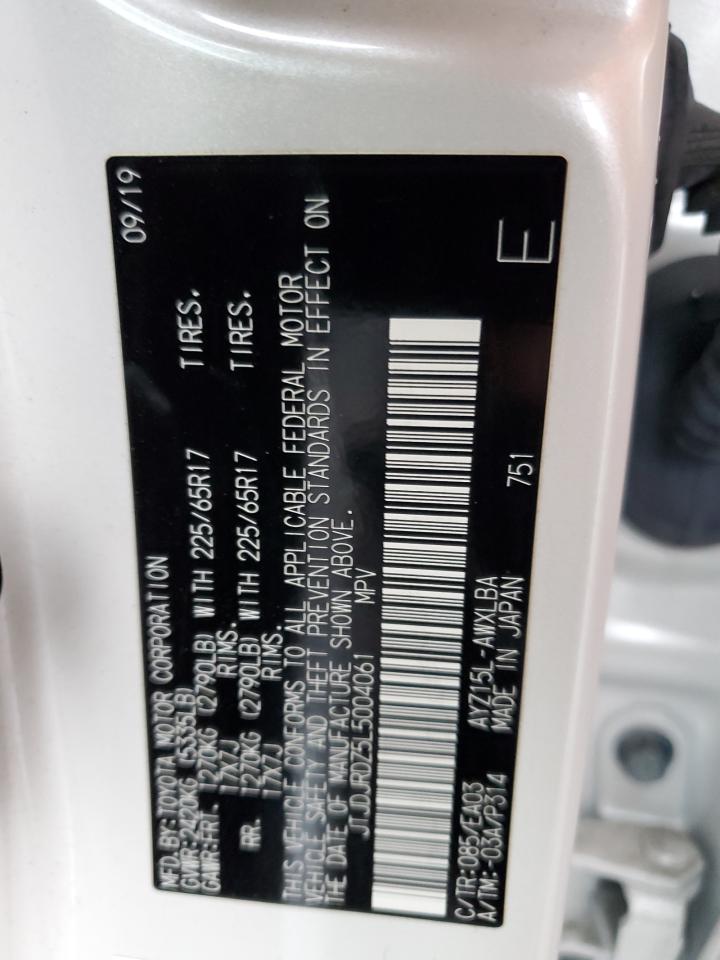 MFD.BY:TOYOTA MOTOR CORPORATION 09/19
GVWR:2420KG (5335LB)
GAWR:FRT. 1270KG (2790LB) WITH 225/65R17 TIRES.
17X7J RIMS.
RR. 1270KG (2790LB) WITH 225/65R17 TIRES.
17X7J RIMS.
THIS VEHICLE CONFORMS TO ALL APPLICABLE FEDERAL MOTOR
VEHICLE SAFETY AND THEFT PREVENTION STANDARDS IN EFFECT ON
THE DATE OF MANUFACTURE SHOWN ABOVE.
JTJDJRDZ5L5004061 MPV
C/TR:085/EA03 AYZ15L-AWXLBA 751
A/TM:-03A/P314 MADE IN JAPAN E